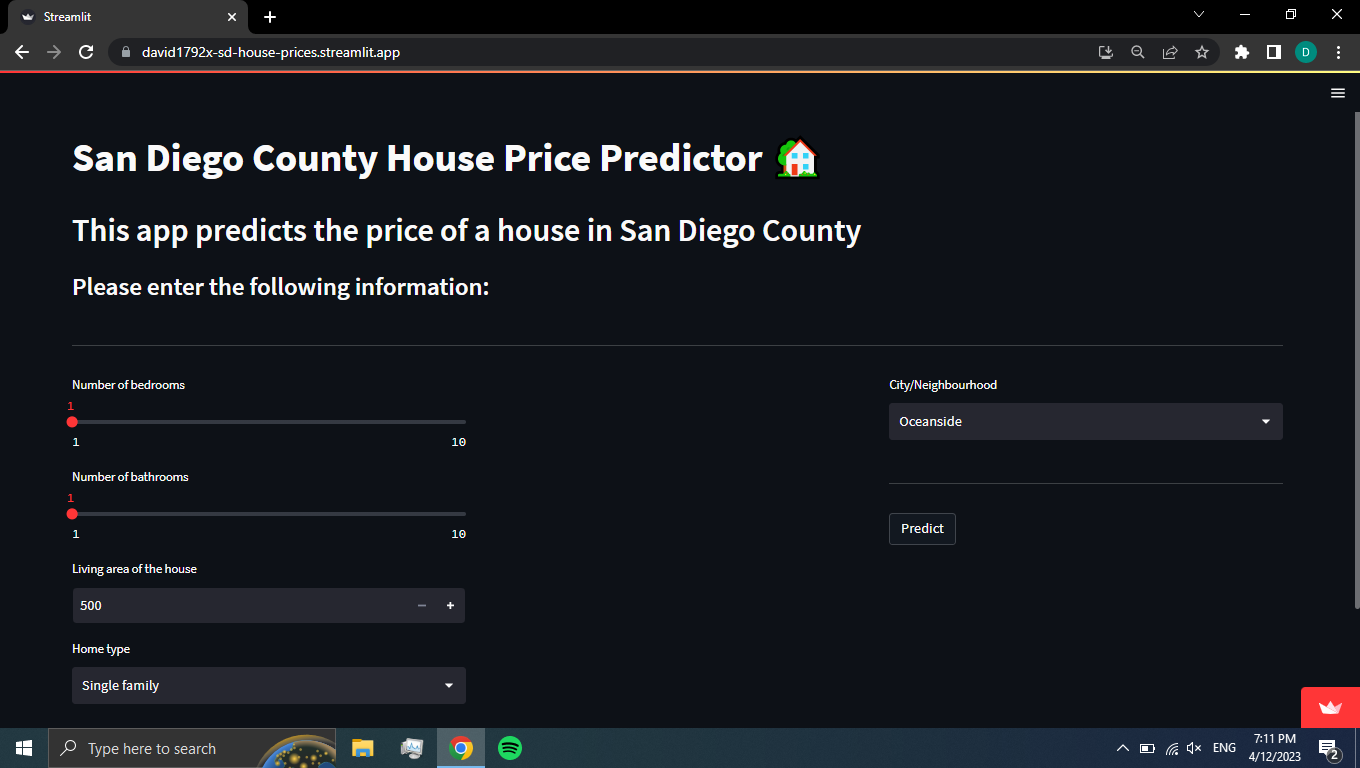 Streamlit
david1792x-sd-house-prices.streamlit.app
D
San Diego County House Price Predictor
This app predicts the price of a house in San Diego County
Please enter the following information:
Number of bedrooms
1
1 10
Number of bathrooms
1
1 10
Living area of the house
500
Home type
Single family
City/Neighbourhood
Oceanside
Predict
Type here to search
ENG
7:11 PM
4/12/2023
2